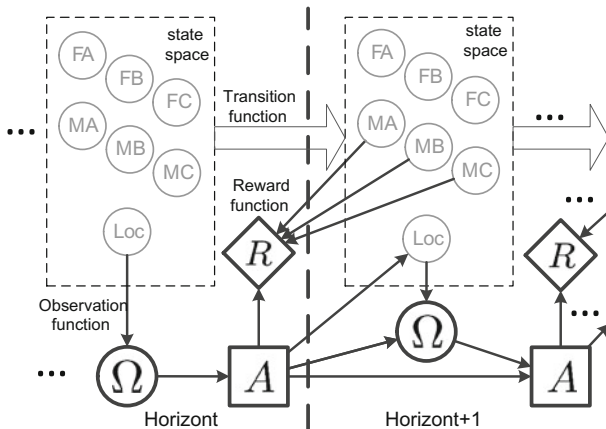 state
space
FA
FB
FC
MA
MB
MC
Loc
Transition
function
Reward
function
R
Observation
function
Ω
A
Horizont
state
space
FA
FB
FC
MA
MB
MC
Loc
R
Ω
A
Horizont+1
...
...
...
...
...